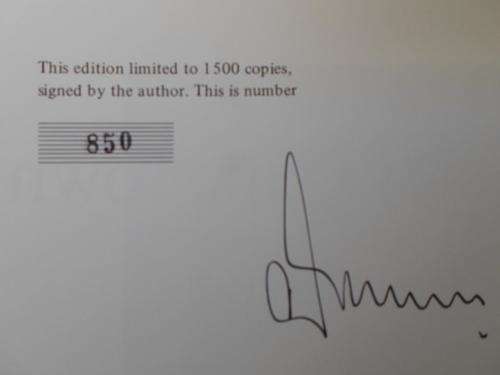 This edition limited to 1500 copies,
signed by the author. This is number
850